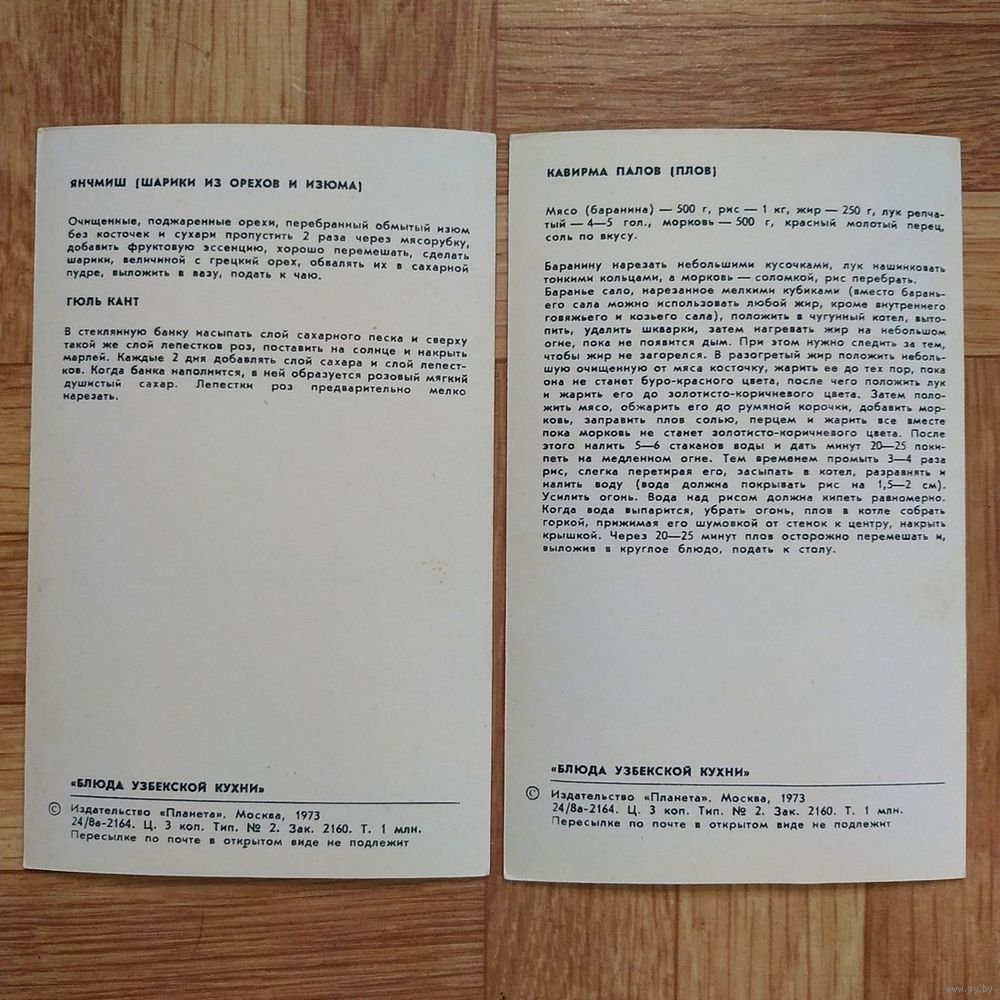 ЯНЧМИШ (ШАРИКИ ИЗ ОРЕХОВ И ИЗЮМА)
Очищенные, поджаренные орехи, перебранный обмытый изюм
без косточек и сухари пропустить 2 раза через мясорубку,
добавить фруктовую эссенцию, хорошо перемешать, сделать
шарики, величиной с грецкий орех, обвалять их в сахарной
пудре, выложить в вазу, подать к чаю.
ГЮЛЬ КАНТ
В стеклянную банку насыпать слой сахарного песка и сверху
такой же слой лепестков роз, поставить на солнце и накрыть
марлей. Каждые 2 дня добавлять слой сахара и слой лепест-
ков. Когда банка наполнится, в ней образуется розовый мягкий
душистый сахар. Лепестки роз предварительно мелко
нарезать.
«БЛЮДА УЗБЕКСКОЙ КУХНИ»
© Издательство «Планета». Москва, 1973
24/8а-2164. Ц. 3 коп. Тип. № 2. Зак. 2160. Т. 1 млн.
Пересылке по почте в открытом виде не подлежит
КАВИРМА ПАЛОВ (ПЛОВ)
Мясо (баранина) — 500 г, рис — 1 кг, жир — 250 г, лук репча-
тый — 4—5 гол., морковь — 500 г, красный молотый перец,
соль по вкусу.
Баранину нарезать небольшими кусочками, лук нашинковать
тонкими кольцами, а морковь — соломкой, рис перебрать.
Баранье сало, нарезанное мелкими кубиками (вместо барань-
его сала можно использовать любой жир, кроме внутреннего
говяжьего и козьего сала), положить в чугунный котел, выто-
пить, удалить шкварки, затем нагревать жир на небольшом
огне, пока не появится дым. При этом нужно следить за тем,
чтобы жир не загорелся. В разогретый жир положить неболь-
шую очищенную от мяса косточку, жарить ее до тех пор, пока
она не станет буро-красного цвета, после чего положить лук
и жарить его до золотисто-коричневого цвета. Затем поло-
жить мясо, обжарить его до румяной корочки, добавить мор-
ковь, заправить плов солью, перцем и жарить все вместе
пока морковь не станет золотисто-коричневого цвета. После
этого налить 5—6 стаканов воды и дать минут 20—25 поки-
петь на медленном огне. Тем временем промыть 3—4 раза
рис, слегка перетирая его, засыпать в котел, разравнять и
налить воду (вода должна покрывать рис на 1,5—2 см).
Усилить огонь. Вода над рисом должна кипеть равномерно.
Когда вода выпарится, убрать огонь, плов в котле собрать
горкой, прижимая его шумовкой от стенок к центру, накрыть
крышкой. Через 20—25 минут плов осторожно перемешать и,
выложив в круглое блюдо, подать к столу.
«БЛЮДА УЗБЕКСКОЙ КУХНИ»
© Издательство «Планета». Москва, 1973
24/8а-2164. Ц. 3 коп. Тип. № 2. Зак. 2160. Т. 1 млн.
Пересылке по почте в открытом виде не подлежит
www.ay.by